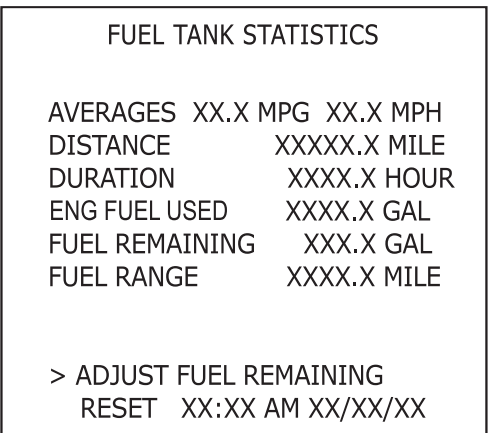 FUEL TANK STATISTICS
AVERAGES XX.X MPG XX.X MPH
DISTANCE XXXXX.X MILE
DURATION XXXX.X HOUR
ENG FUEL USED XXXX.X GAL
FUEL REMAINING XXX.X GAL
FUEL RANGE XXXX.X MILE
> ADJUST FUEL REMAINING
RESET XX:XX AM XX/XX/XX